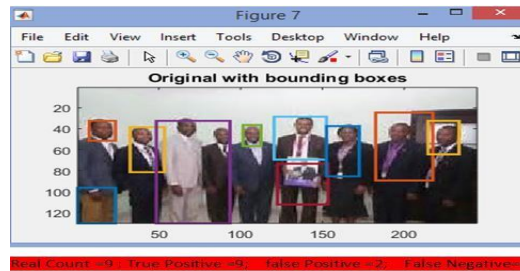 Figure 7
File Edit View Insert Tools Desktop Window Help
Original with bounding boxes
20
40
60
80
100
120
50 100 150 200
Real Count =9, True Positive =9, false Positive =2, False Negative=